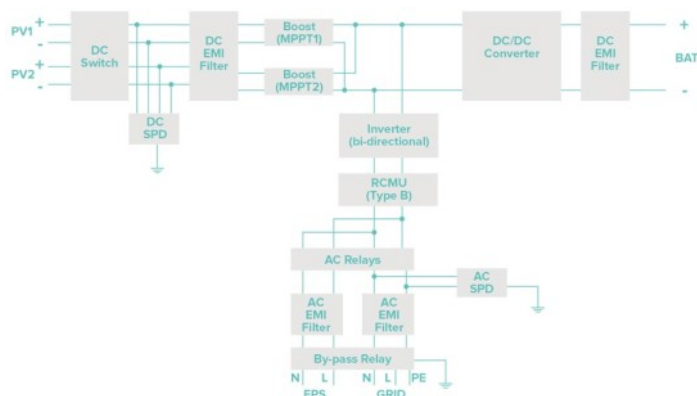 PV1
+
-
PV2
+
-
DC
Switch
DC
SPD
DC
EMI
Filter
Boost
(MPPT1)
Boost
(MPPT2)
DC/DC
Converter
DC
EMI
Filter
+
BAT
-
Inverter
(bi-directional)
RCMU
(Type B)
AC Relays
AC
SPD
AC
EMI
Filter
AC
EMI
Filter
By-pass Relay
N L N L PE
EPS GRID